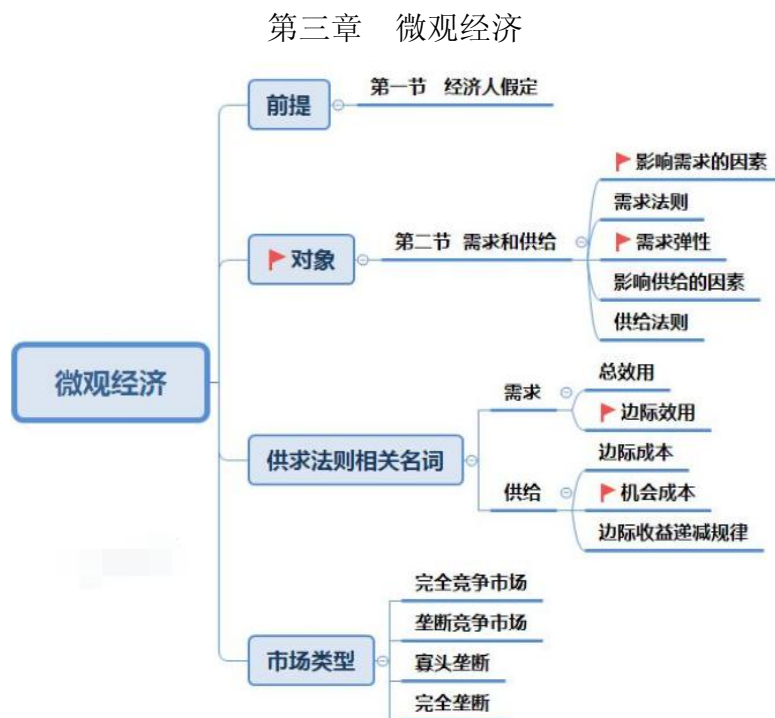 第三章　微观经济
前提
第一节　经济人假定
对象
第二节 需求和供给
影响需求的因素
需求法则
需求弹性
影响供给的因素
供给法则
微观经济
供求法则相关名词
需求
总效用
边际效用
供给
边际成本
机会成本
边际收益递减规律
市场类型
完全竞争市场
垄断竞争市场
寡头垄断
完全垄断